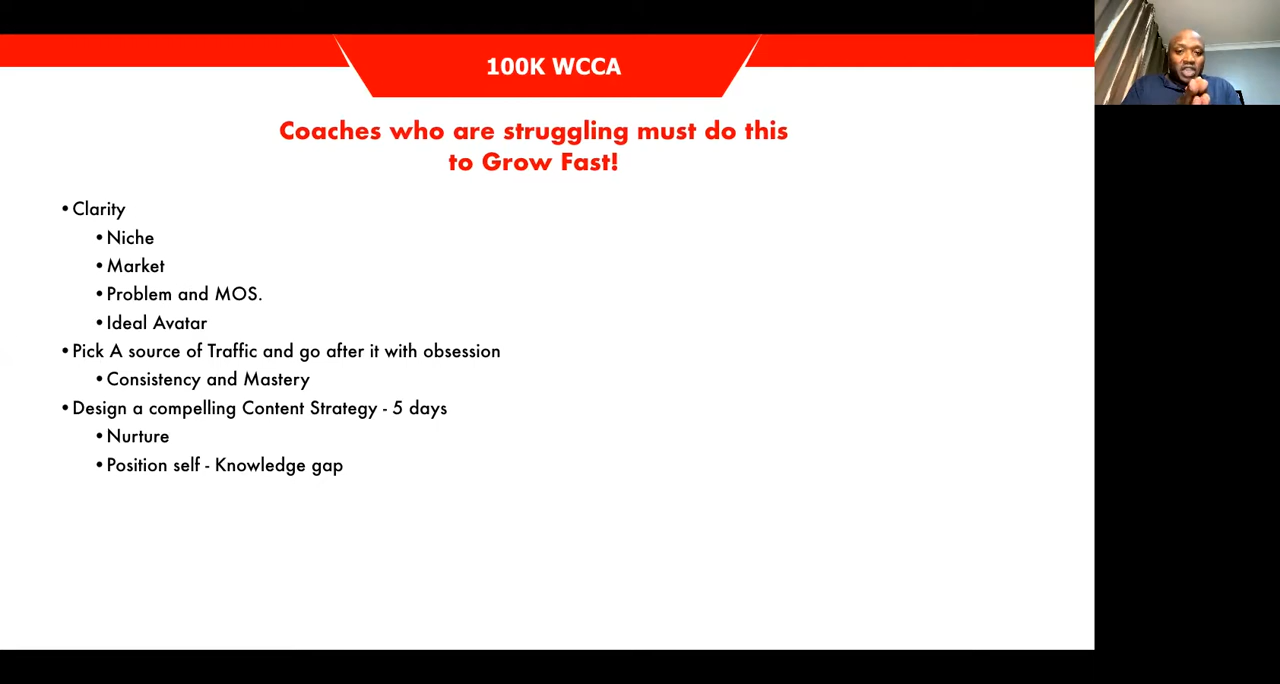 100K WCCA
Coaches who are struggling must do this
to Grow Fast!
• Clarity
• Niche
• Market
• Problem and MOS.
• Ideal Avatar
• Pick A source of Traffic and go after it with obsession
• Consistency and Mastery
• Design a compelling Content Strategy - 5 days
• Nurture
• Position self - Knowledge gap